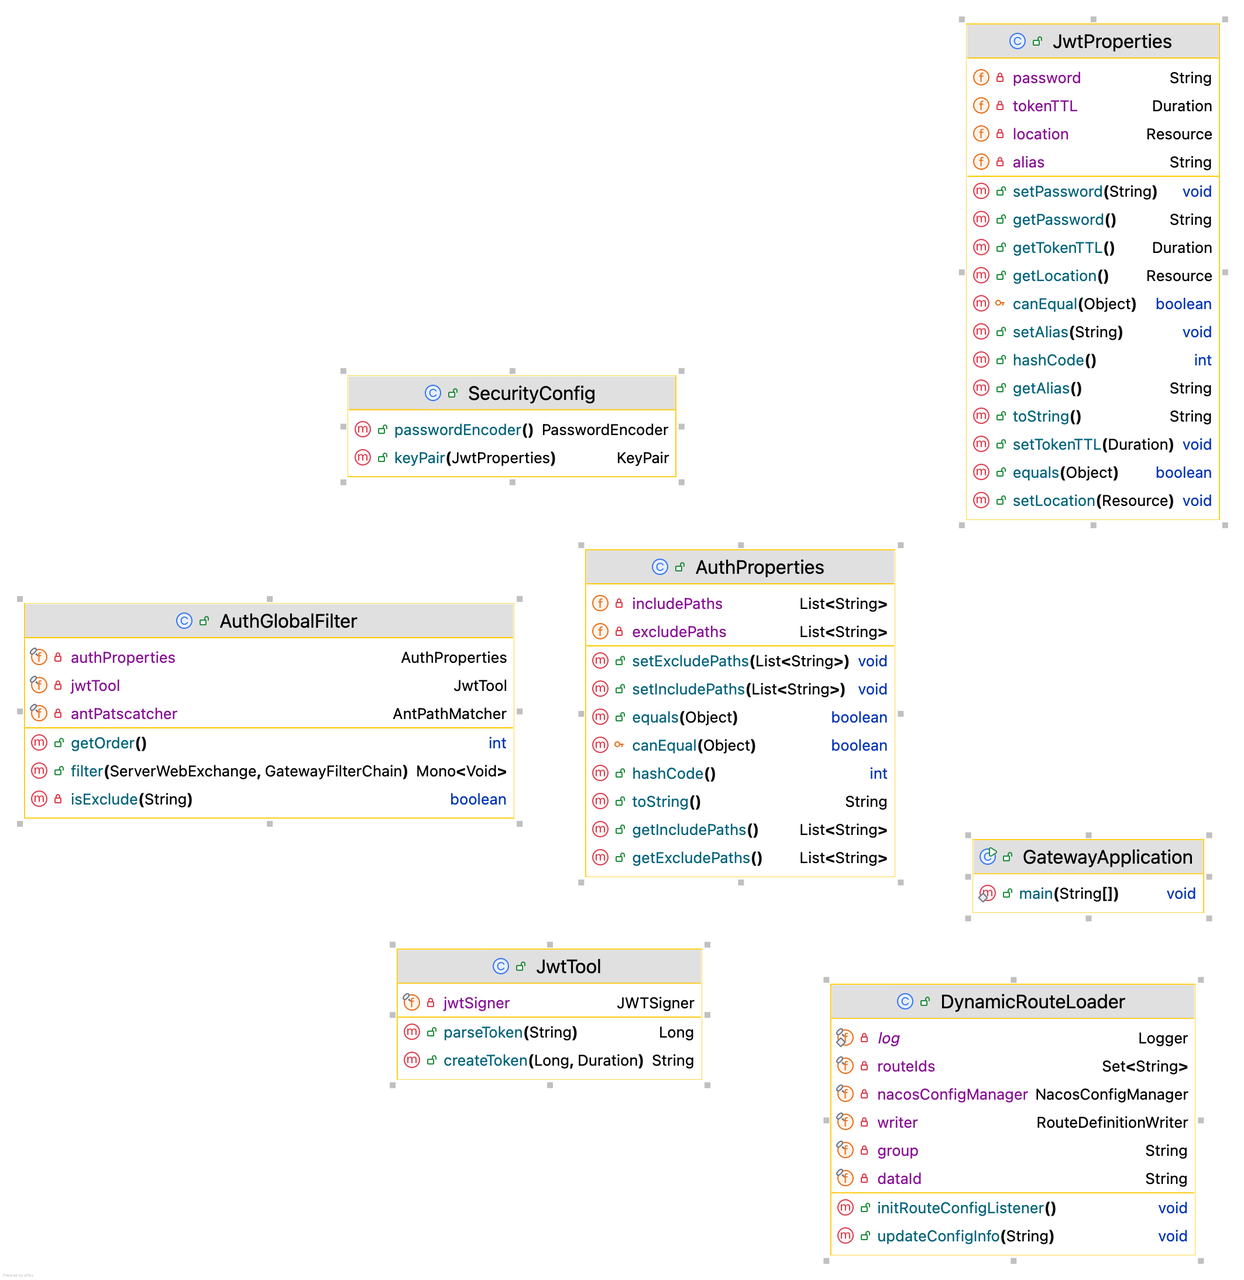 JwtProperties
password String
tokenTTL Duration
location Resource
alias String
setPassword(String) void
getPassword() String
getTokenTTL() Duration
getLocation() Resource
canEqual(Object) boolean
setAlias(String) void
hashCode() int
getAlias() String
toString() String
setTokenTTL(Duration) void
equals(Object) boolean
setLocation(Resource) void
SecurityConfig
passwordEncoder() PasswordEncoder
keyPair(JwtProperties) KeyPair
AuthProperties
includePaths List<String>
excludePaths List<String>
setExcludePaths(List<String>) void
setIncludePaths(List<String>) void
equals(Object) boolean
canEqual(Object) boolean
hashCode() int
toString() String
getIncludePaths() List<String>
getExcludePaths() List<String>
AuthGlobalFilter
authProperties AuthProperties
jwtTool JwtTool
antPatscatcher AntPathMatcher
getOrder() int
filter(ServerWebExchange, GatewayFilterChain) Mono<Void>
isExclude(String) boolean
GatewayApplication
main(String[]) void
JwtTool
jwtSigner JWTSigner
parseToken(String) Long
createToken(Long, Duration) String
DynamicRouteLoader
log Logger
routeIds Set<String>
nacosConfigManager NacosConfigManager
writer RouteDefinitionWriter
group String
dataId String
initRouteConfigListener() void
updateConfigInfo(String) void
Powered by yFiles